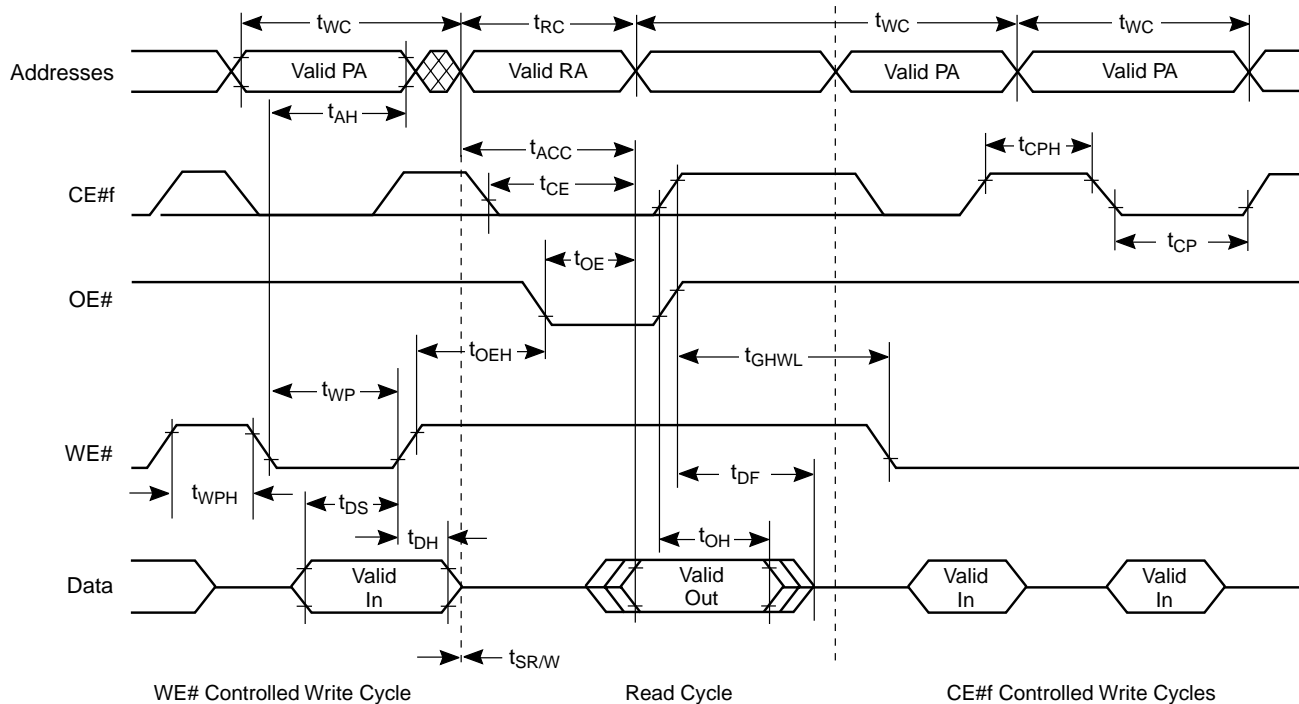 tWC tRC tWC tWC
Addresses Valid PA Valid RA Valid PA Valid PA
tAH
tACC
tCPH
CE#f
tCE
tCP
tOE
OE#
tOEH
tGHWL
tWP
WE#
tWPH
tDS
tDF
tDH
tOH
Data
Valid
In
Valid
Out
Valid
In
Valid
In
tSR/W
WE# Controlled Write Cycle Read Cycle CE#f Controlled Write Cycles